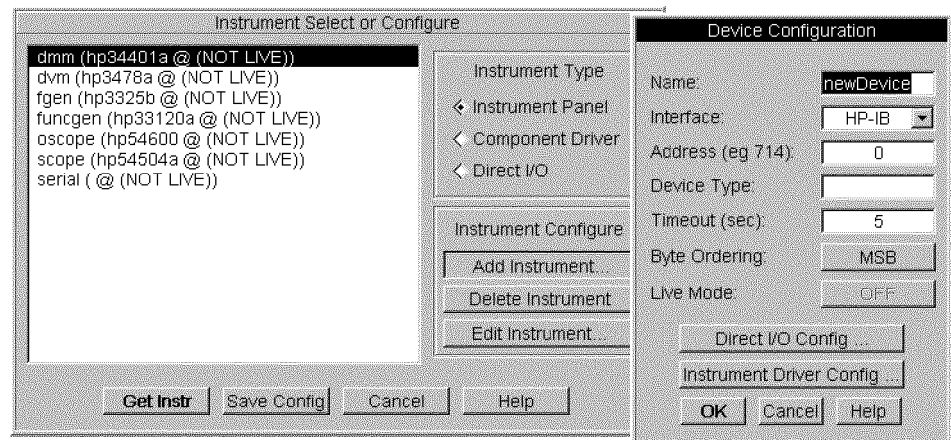 Instrument Select or Configure
dmm (hp34401a @ (NOT LIVE))
dvm (hp3478a @ (NOT LIVE))
fgen (hp3325b @ (NOT LIVE))
funcgen (hp33120a @ (NOT LIVE))
oscope (hp54600 @ (NOT LIVE))
scope (hp54504a @ (NOT LIVE))
serial ( @ (NOT LIVE))
Instrument Type
Instrument Panel
Component Driver
Direct I/O
Instrument Configure
Add Instrument...
Delete Instrument
Edit Instrument...
Get Instr
Save Config
Cancel
Help
Device Configuration
Name: newDevice
Interface: HP-IB
Address (eg 714): 0
Device Type:
Timeout (sec): 5
Byte Ordering: MSB
Live Mode: OFF
Direct I/O Config ...
Instrument Driver Config ...
OK
Cancel
Help